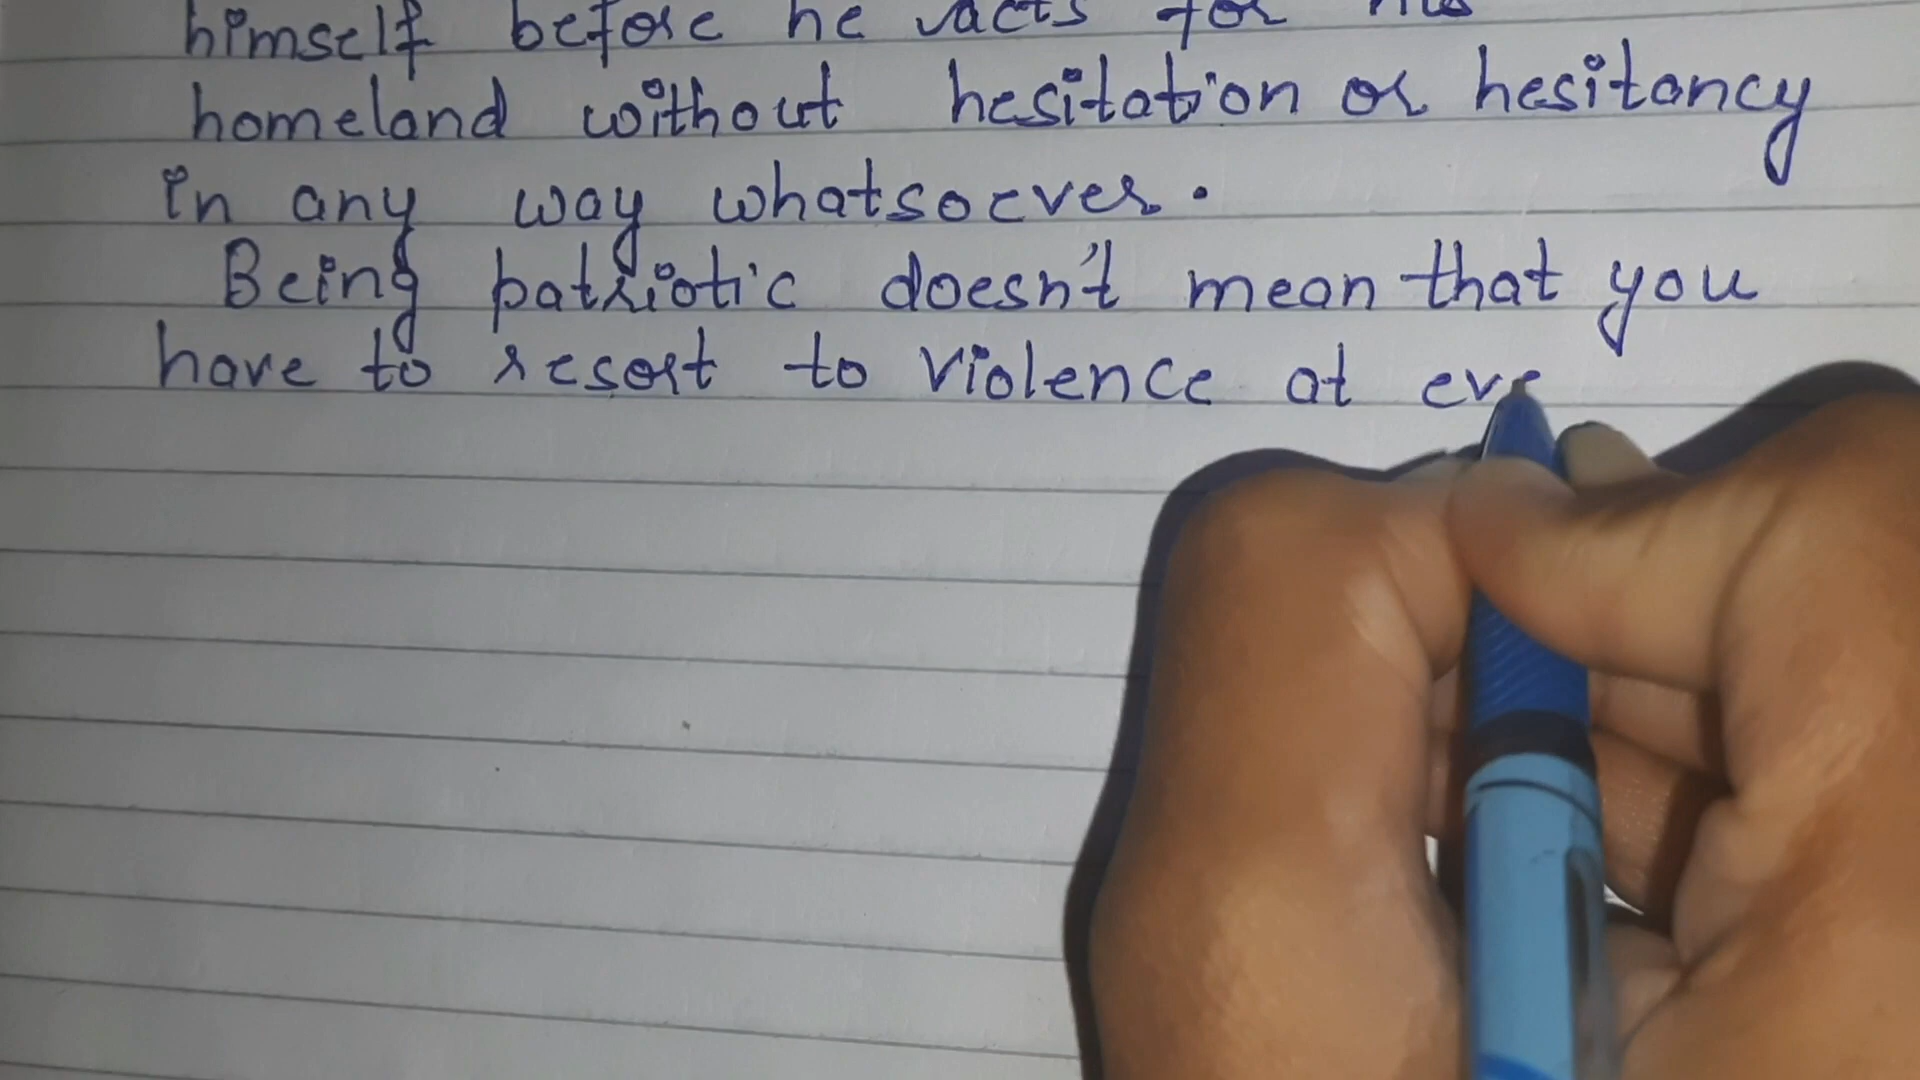 himself before he acts for his
homeland without hesitation or hesitancy
in any way whatsoever.
Being patriotic doesn't mean that you
have to resort to violence at eve